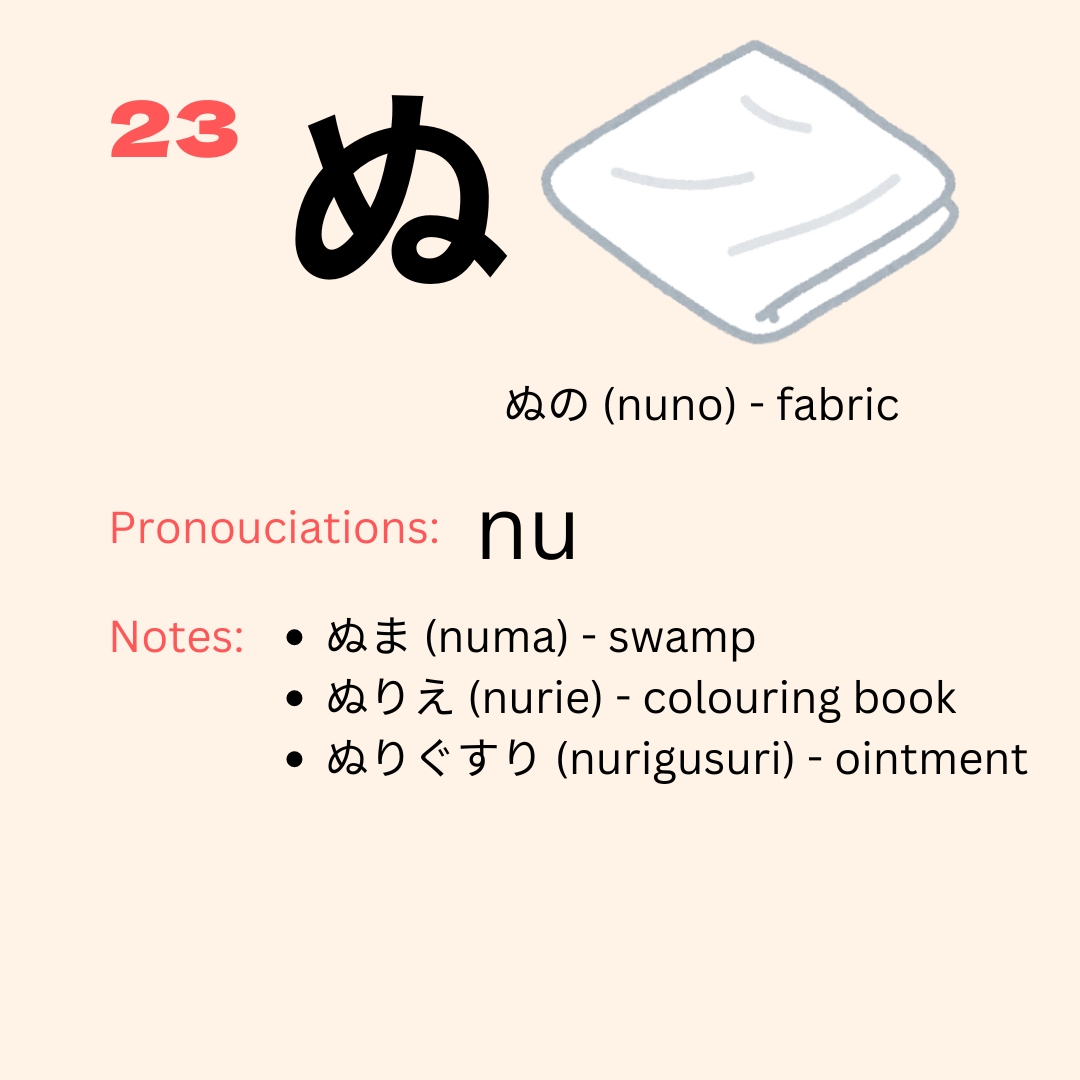 23
ぬ
ぬの (nuno) - fabric
Pronouciations: nu
Notes:
• ぬま (numa) - swamp
• ぬりえ (nurie) - colouring book
• ぬりぐすり (nurigusuri) - ointment